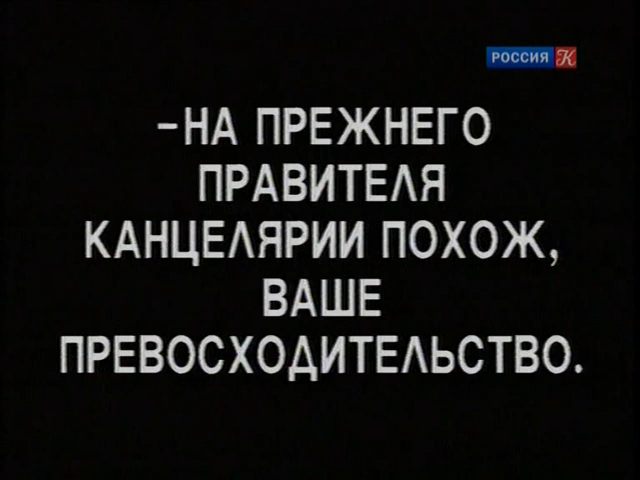 РОССИЯ К
-НА ПРЕЖНЕГО
ПРАВИТЕЛЯ
КАНЦЕЛЯРИИ ПОХОЖ,
ВАШЕ
ПРЕВОСХОДИТЕЛЬСТВО.